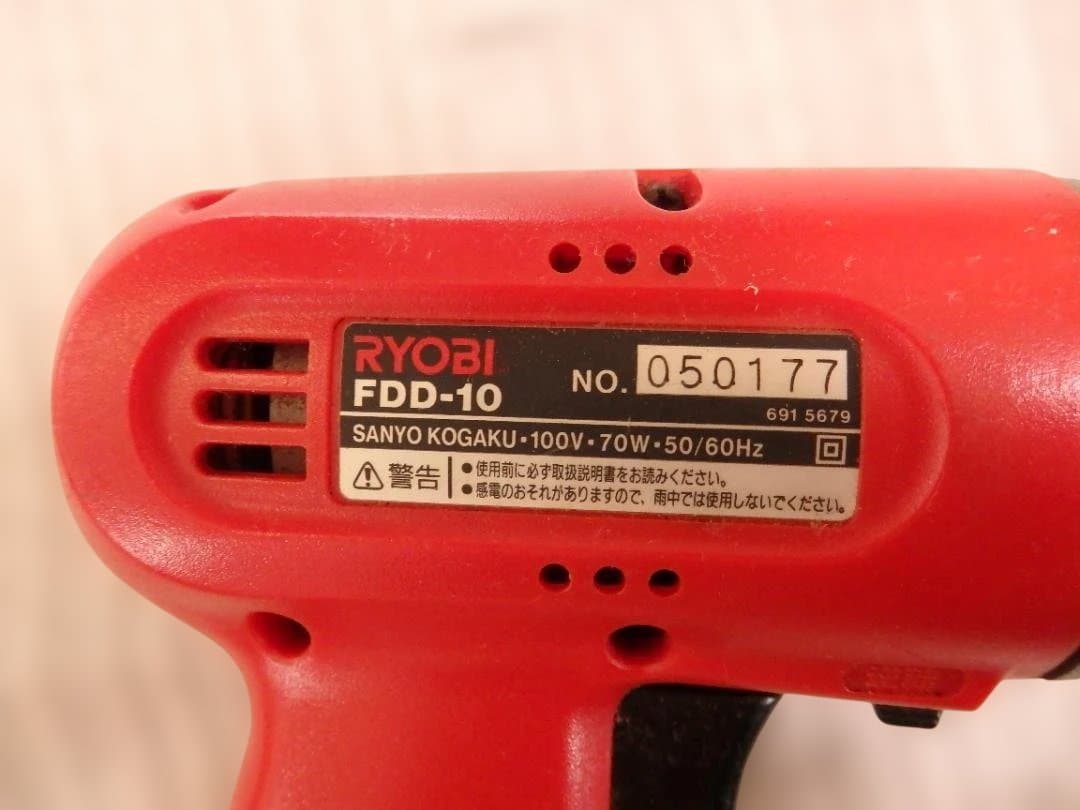 RYOBI
FDD-10
NO. 050177
691 5679
SANYO KOGAKU・100V・70W・50/60Hz
警告
●使用前に必ず取扱説明書をお読みください。
●感電のおそれがありますので、雨中では使用しないでください。